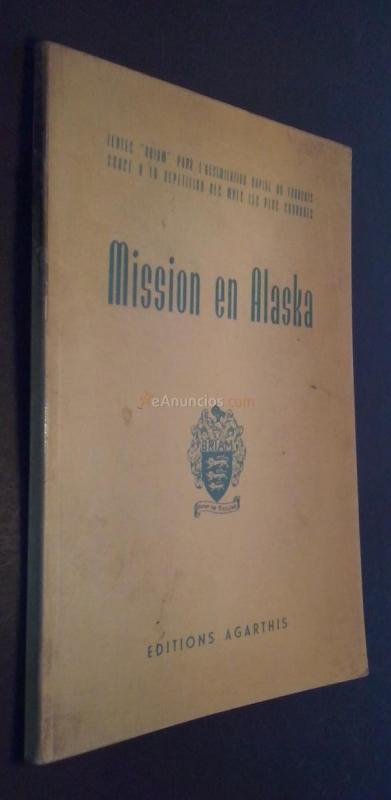 TEXTES "BRIAM" POUR L'ASSIMILATION RAPIDE DU FRANÇAIS
GRACE A LA REPETITION DES MOTS LES PLUS COURANTS
Mission en Alaska
eAnuncios.com
BRIAM
EDITIONS AGARTHIS